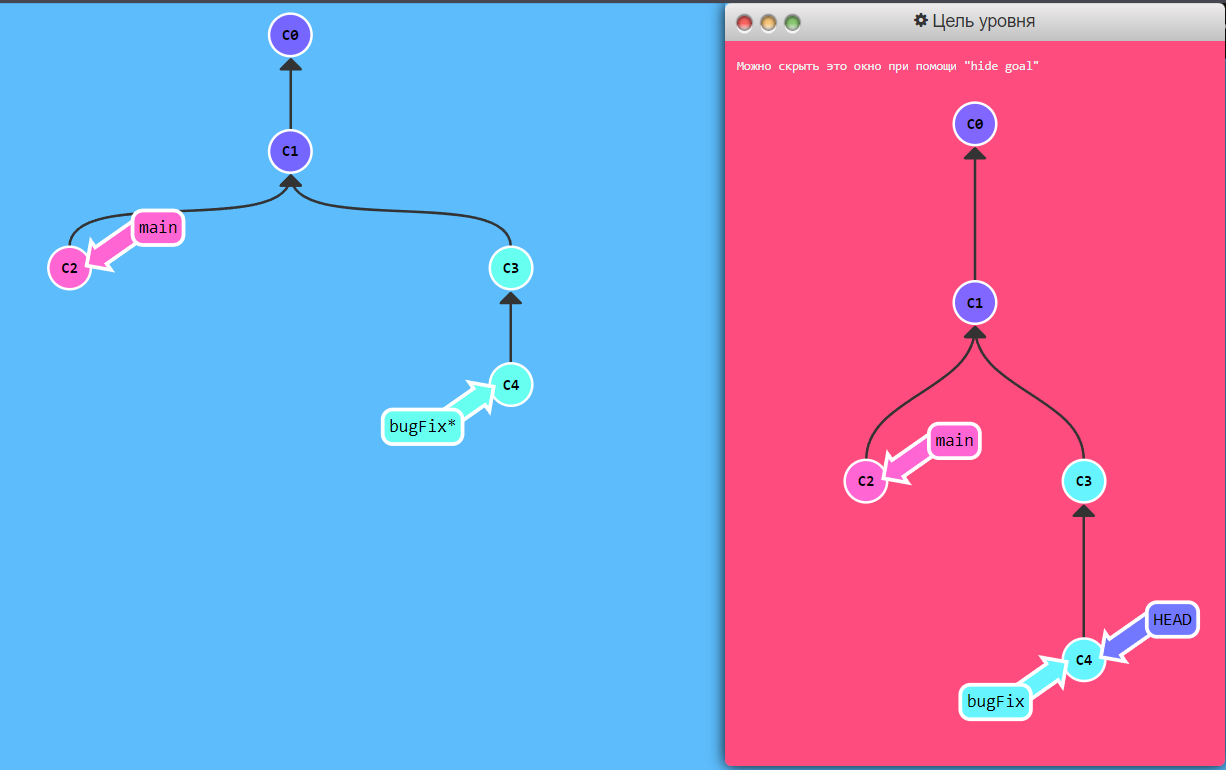 C0
C1
main
C2
C3
C4
bugFix*
Цель уровня
Можно скрыть это окно при помощи "hide goal"
C0
C1
main
C2
C3
HEAD
C4
bugFix